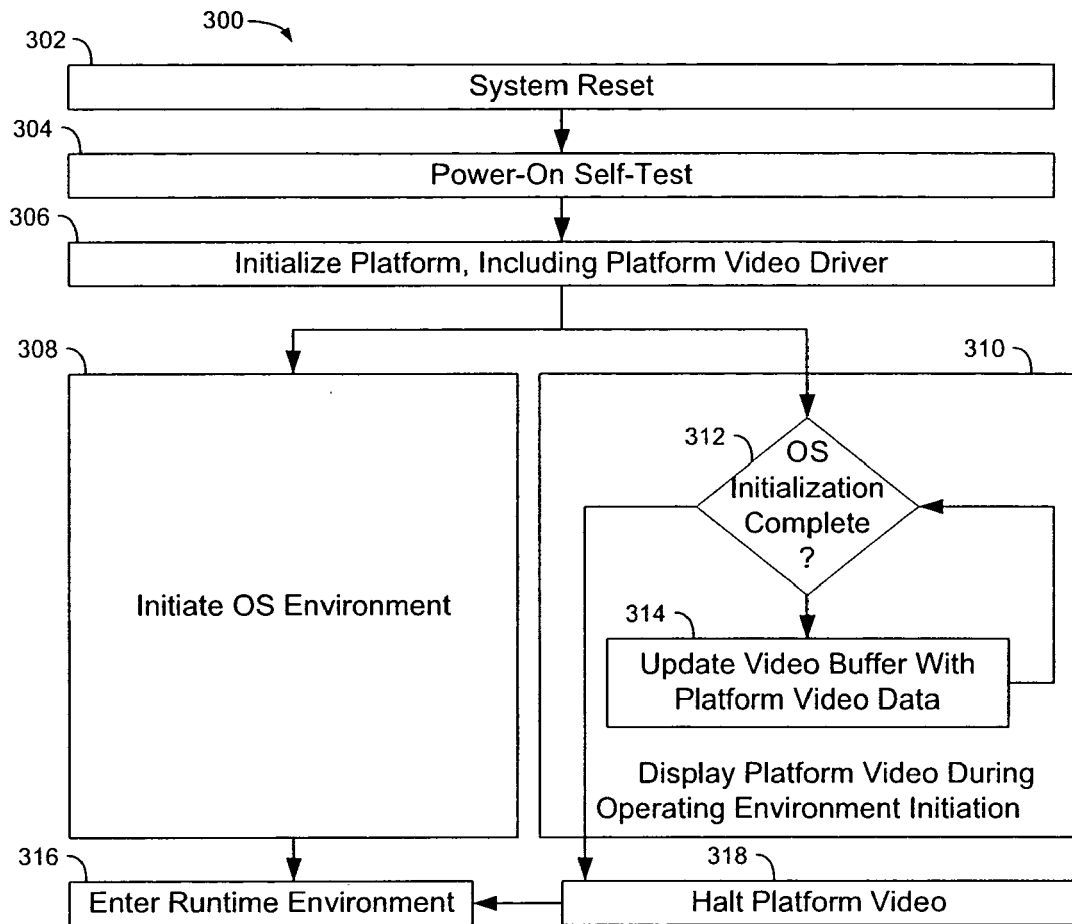 300
302
System Reset
304
Power-On Self-Test
306
Initialize Platform, Including Platform Video Driver
308
310
312
OS
Initialization
Complete
?
Initiate OS Environment
314
Update Video Buffer With
Platform Video Data
Display Platform Video During
Operating Environment Initiation
316
318
Enter Runtime Environment
Halt Platform Video